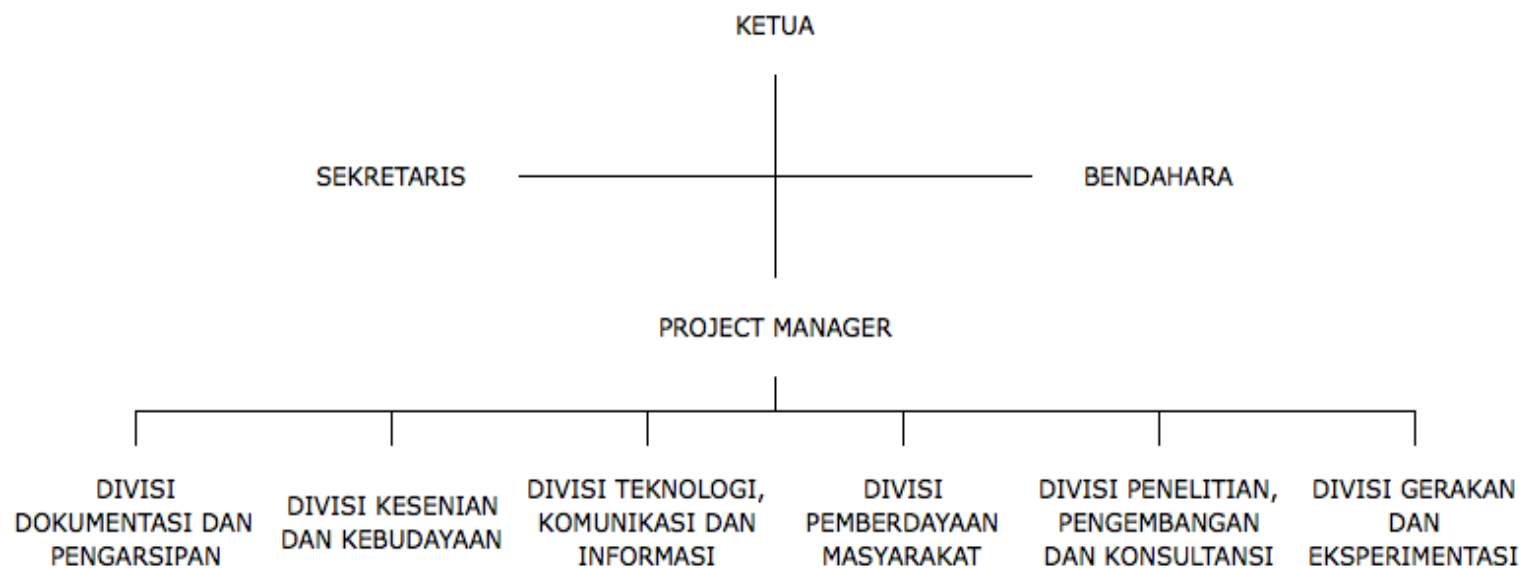 KETUA
SEKRETARIS
BENDAHARA
PROJECT MANAGER
DIVISI
DOKUMENTASI DAN
PENGARSIPAN
DIVISI KESENIAN
DAN KEBUDAYAAN
DIVISI TEKNOLOGI,
KOMUNIKASI DAN
INFORMASI
DIVISI
PEMBERDAYAAN
MASYARAKAT
DIVISI PENELITIAN,
PENGEMBANGAN
DAN KONSULTANSI
DIVISI GERAKAN
DAN
EKSPERIMENTASI